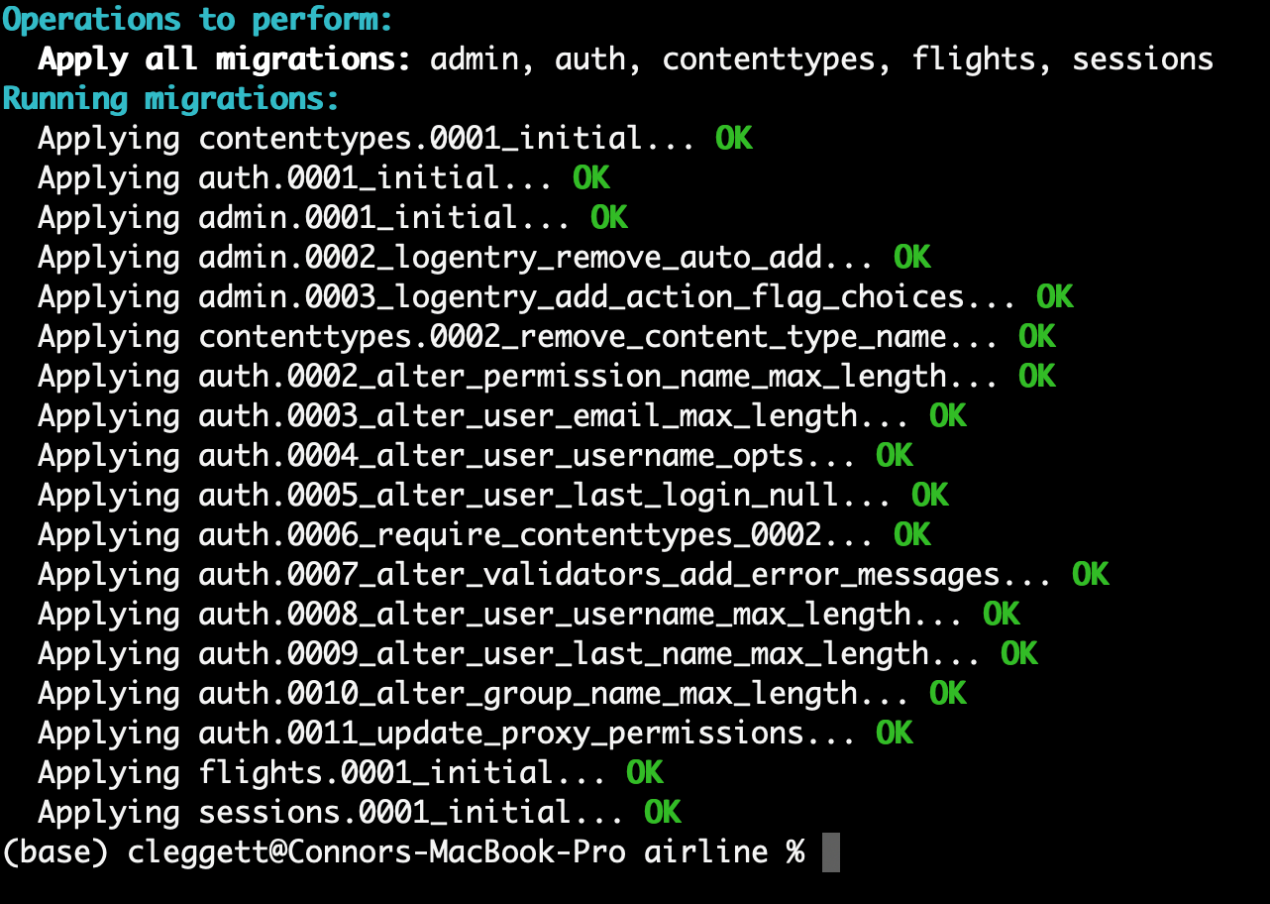 Operations to perform:
Apply all migrations: admin, auth, contenttypes, flights, sessions
Running migrations:
Applying contenttypes.0001_initial... OK
Applying auth.0001_initial... OK
Applying admin.0001_initial... OK
Applying admin.0002_logentry_remove_auto_add... OK
Applying admin.0003_logentry_add_action_flag_choices... OK
Applying contenttypes.0002_remove_content_type_name... OK
Applying auth.0002_alter_permission_name_max_length... OK
Applying auth.0003_alter_user_email_max_length... OK
Applying auth.0004_alter_user_username_opts... OK
Applying auth.0005_alter_user_last_login_null... OK
Applying auth.0006_require_contenttypes_0002... OK
Applying auth.0007_alter_validators_add_error_messages... OK
Applying auth.0008_alter_user_username_max_length... OK
Applying auth.0009_alter_user_last_name_max_length... OK
Applying auth.0010_alter_group_name_max_length... OK
Applying auth.0011_update_proxy_permissions... OK
Applying flights.0001_initial... OK
Applying sessions.0001_initial... OK
(base) cleggett@Connors-MacBook-Pro airline %